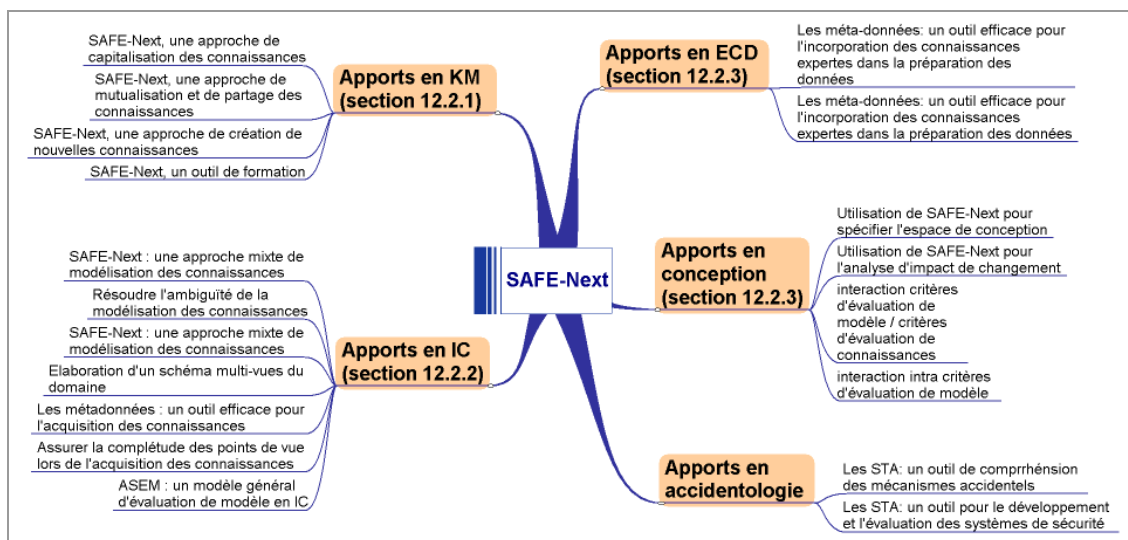 SAFE-Next, une approche de
capitalisation des connaissances
SAFE-Next, une approche de
mutualisation et de partage des
connaissances
SAFE-Next, une approche de création de
nouvelles connaissances
SAFE-Next, un outil de formation
Apports en KM
(section 12.2.1)
Apports en ECD
(section 12.2.3)
Les méta-données: un outil efficace pour
l'incorporation des connaissances
expertes dans la préparation des
données
Les méta-données: un outil efficace pour
l'incorporation des connaissances
expertes dans la préparation des données
SAFE-Next
SAFE-Next : une approche mixte de
modélisation des connaissances
Résoudre l'ambiguïté de la
modélisation des connaissances
SAFE-Next : une approche mixte de
modélisation des connaissances
Elaboration d'un schéma multi-vues du
domaine
Les métadonnées : un outil efficace pour
l'acquisition des connaissances
Assurer la complétude des points de vue
lors de l'acquisition des connaissances
ASEM : un modèle général
d'évaluation de modèle en IC
Apports en IC
(section 12.2.2)
Apports en
conception
(section 12.2.3)
Utilisation de SAFE-Next pour
spécifier l'espace de conception
Utilisation de SAFE-Next pour
l'analyse d'impact de changement
interaction critères
d'évaluation de
modèle / critères
d'évaluation de
connaissances
interaction intra critères
d'évaluation de modèle
Apports en
accidentologie
Les STA: un outil de comprrhénsion
des mécanismes accidentels
Les STA: un outil pour le développement
et l'évaluation des systèmes de sécurité